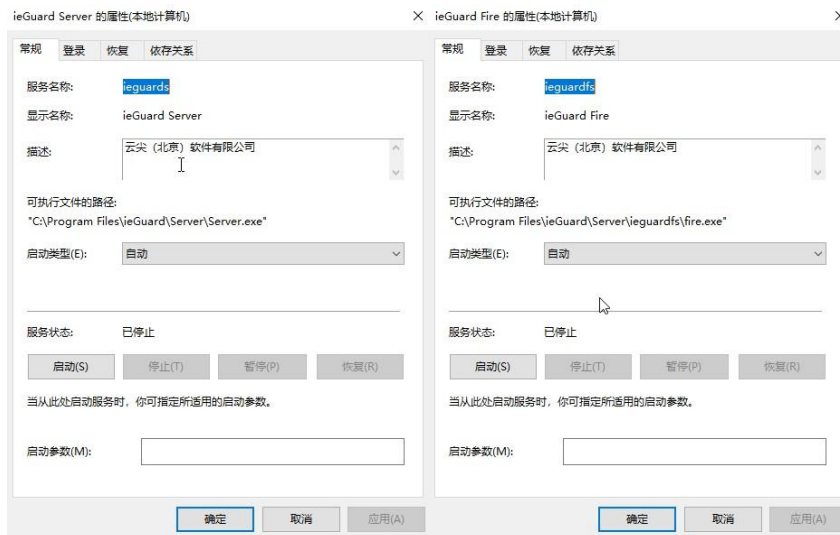 ieGuard Server 的属性(本地计算机)
常规 登录 恢复 依存关系
服务名称: ieguards
显示名称: ieGuard Server
描述: 云尖（北京）软件有限公司
可执行文件的路径:
"C:\Program Files\ieGuard\Server\Server.exe"
启动类型(E): 自动
服务状态: 已停止
启动(S) 停止(T) 暂停(P) 恢复(R)
当从此处启动服务时，你可指定所适用的启动参数。
启动参数(M):
确定 取消 应用(A)
ieGuard Fire 的属性(本地计算机)
常规 登录 恢复 依存关系
服务名称: ieguardfs
显示名称: ieGuard Fire
描述: 云尖（北京）软件有限公司
可执行文件的路径:
"C:\Program Files\ieGuard\Server\ieguardfs\fire.exe"
启动类型(E): 自动
服务状态: 已停止
启动(S) 停止(T) 暂停(P) 恢复(R)
当从此处启动服务时，你可指定所适用的启动参数。
启动参数(M):
确定 取消 应用(A)